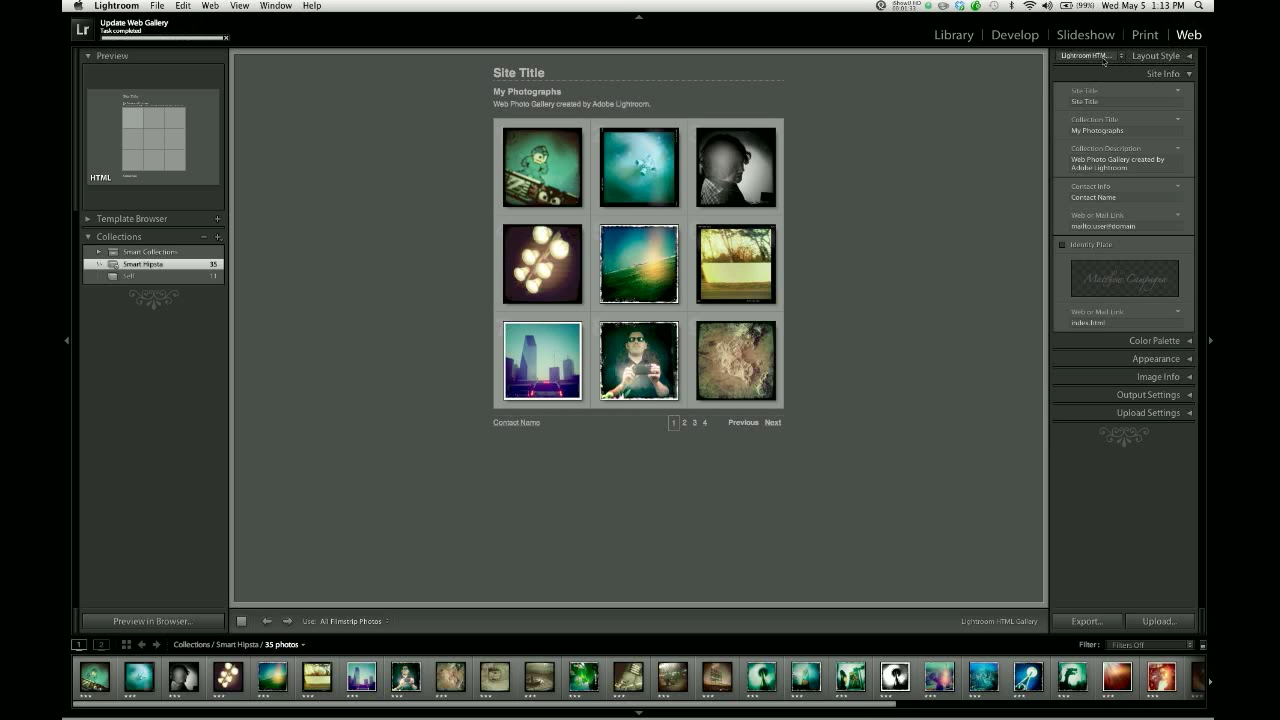 Lightroom File Edit Web View Window Help
(99%) Wed May 5 1:13 PM
Lr Update Web Gallery
Task completed
Library | Develop | Slideshow | Print | Web
Preview
HTML
Template Browser
Collections
Smart Collections
Smart Hipsta 35
Sell 11
Preview in Browser...
Site Title
My Photographs
Web Photo Gallery created by Adobe Lightroom.
Contact Name 1 2 3 4 Previous Next
Use: All Filmstrip Photos
Lightroom HTML Gallery
Lightroom HTM... Layout Style
Site Info
Site Title
Site Title
Collection Title
My Photographs
Collection Description
Web Photo Gallery created by
Adobe Lightroom
Contact Info
Contact Name
Web or Mail Link
mailto:user@domain
Identity Plate
Web or Mail Link
index.html
Color Palette
Appearance
Image Info
Output Settings
Upload Settings
Export... Upload...
1 2 Collections / Smart Hipsta / 35 photos
Filter: Filters Off